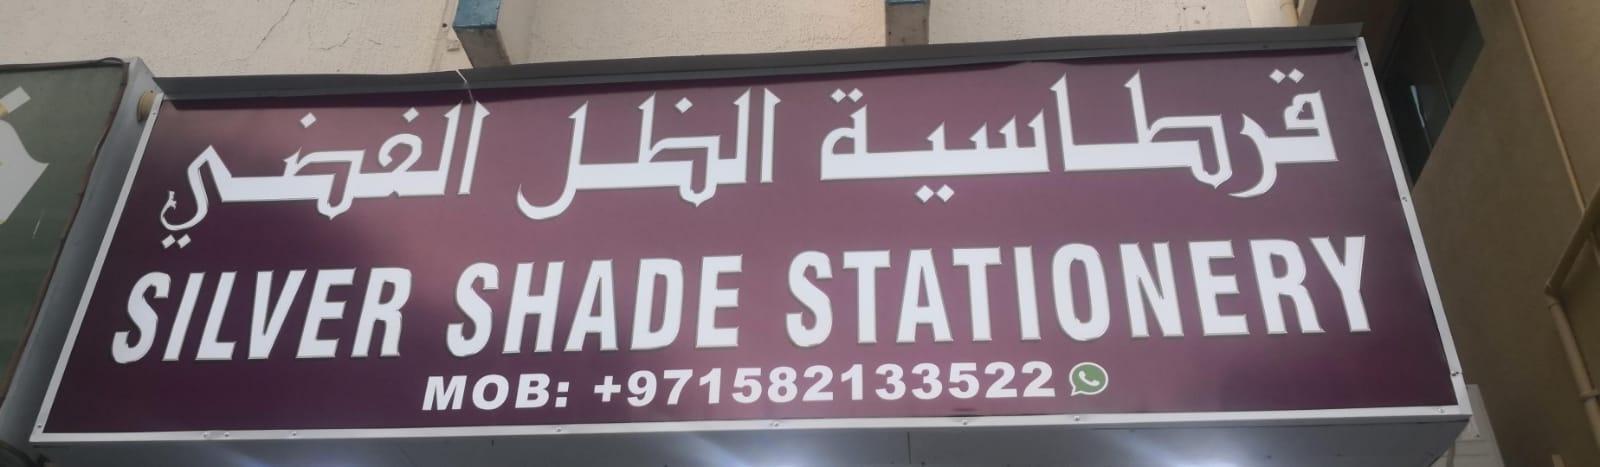 قرطاسية الظل الفضي
SILVER SHADE STATIONERY
MOB: +971582133522